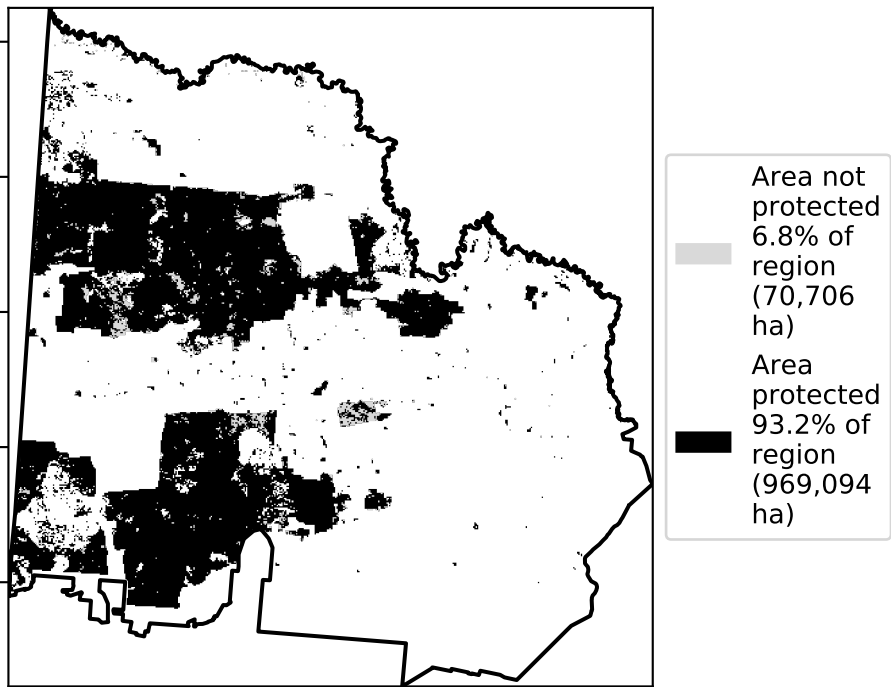 Area not
protected
6.8% of
region
(70,706
ha)
Area
protected
93.2% of
region
(969,094
ha)